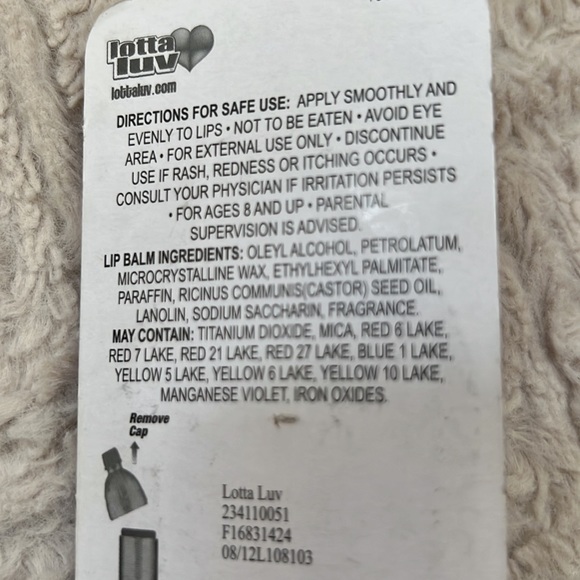 lotta
luv
lottaluv.com
DIRECTIONS FOR SAFE USE: APPLY SMOOTHLY AND
EVENLY TO LIPS • NOT TO BE EATEN • AVOID EYE
AREA • FOR EXTERNAL USE ONLY • DISCONTINUE
USE IF RASH, REDNESS OR ITCHING OCCURS •
CONSULT YOUR PHYSICIAN IF IRRITATION PERSISTS
• FOR AGES 8 AND UP • PARENTAL
SUPERVISION IS ADVISED.
LIP BALM INGREDIENTS: OLEYL ALCOHOL, PETROLATUM,
MICROCRYSTALLINE WAX, ETHYLHEXYL PALMITATE,
PARAFFIN, RICINUS COMMUNIS(CASTOR) SEED OIL,
LANOLIN, SODIUM SACCHARIN, FRAGRANCE.
MAY CONTAIN: TITANIUM DIOXIDE, MICA, RED 6 LAKE,
RED 7 LAKE, RED 21 LAKE, RED 27 LAKE, BLUE 1 LAKE,
YELLOW 5 LAKE, YELLOW 6 LAKE, YELLOW 10 LAKE,
MANGANESE VIOLET, IRON OXIDES.
Remove
Cap
Lotta Luv
234110051
F16831424
08/12L108103